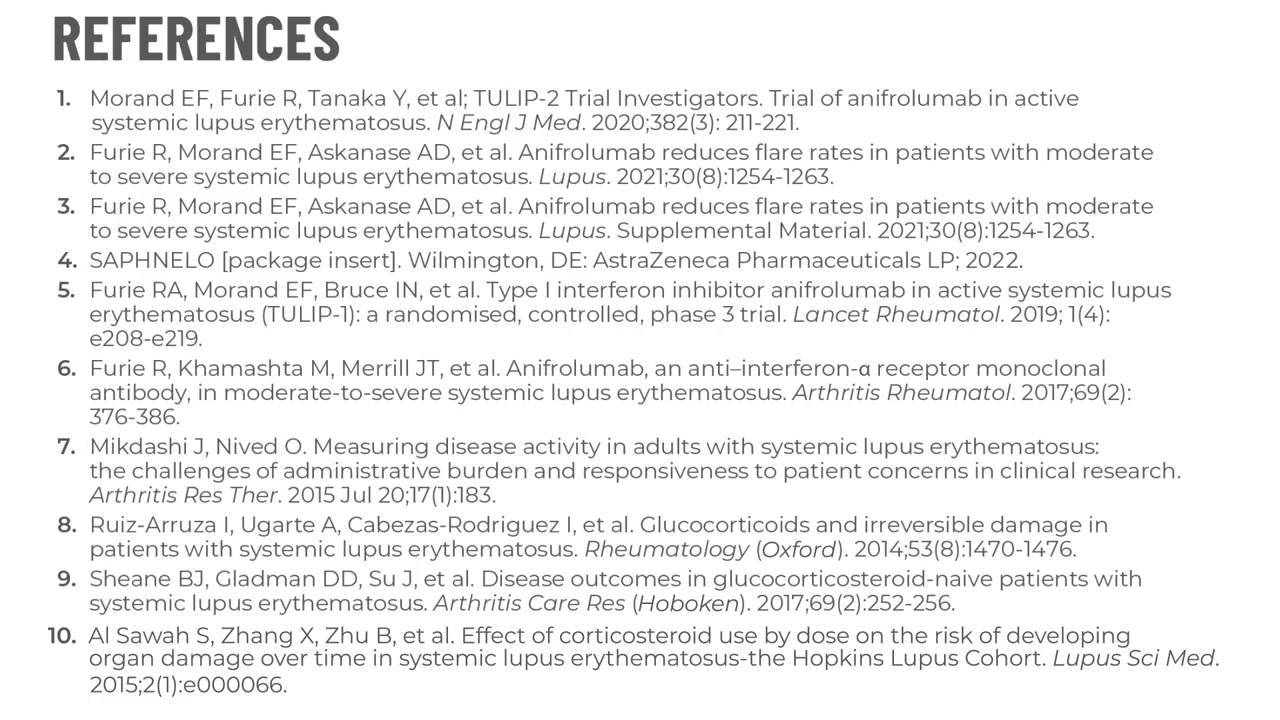 REFERENCES
1. Morand EF, Furie R, Tanaka Y, et al; TULIP-2 Trial Investigators. Trial of anifrolumab in active
systemic lupus erythematosus. N Engl J Med. 2020;382(3): 211-221.
2. Furie R, Morand EF, Askanase AD, et al. Anifrolumab reduces flare rates in patients with moderate
to severe systemic lupus erythematosus. Lupus. 2021;30(8):1254-1263.
3. Furie R, Morand EF, Askanase AD, et al. Anifrolumab reduces flare rates in patients with moderate
to severe systemic lupus erythematosus. Lupus. Supplemental Material. 2021;30(8):1254-1263.
4. SAPHNELO [package insert]. Wilmington, DE: AstraZeneca Pharmaceuticals LP; 2022.
5. Furie RA, Morand EF, Bruce IN, et al. Type I interferon inhibitor anifrolumab in active systemic lupus
erythematosus (TULIP-1): a randomised, controlled, phase 3 trial. Lancet Rheumatol. 2019; 1(4):
e208-e219.
6. Furie R, Khamashta M, Merrill JT, et al. Anifrolumab, an anti–interferon-α receptor monoclonal
antibody, in moderate-to-severe systemic lupus erythematosus. Arthritis Rheumatol. 2017;69(2):
376-386.
7. Mikdashi J, Nived O. Measuring disease activity in adults with systemic lupus erythematosus:
the challenges of administrative burden and responsiveness to patient concerns in clinical research.
Arthritis Res Ther. 2015 Jul 20;17(1):183.
8. Ruiz-Arruza I, Ugarte A, Cabezas-Rodriguez I, et al. Glucocorticoids and irreversible damage in
patients with systemic lupus erythematosus. Rheumatology (Oxford). 2014;53(8):1470-1476.
9. Sheane BJ, Gladman DD, Su J, et al. Disease outcomes in glucocorticosteroid-naive patients with
systemic lupus erythematosus. Arthritis Care Res (Hoboken). 2017;69(2):252-256.
10. Al Sawah S, Zhang X, Zhu B, et al. Effect of corticosteroid use by dose on the risk of developing
organ damage over time in systemic lupus erythematosus-the Hopkins Lupus Cohort. Lupus Sci Med.
2015;2(1):e000066.